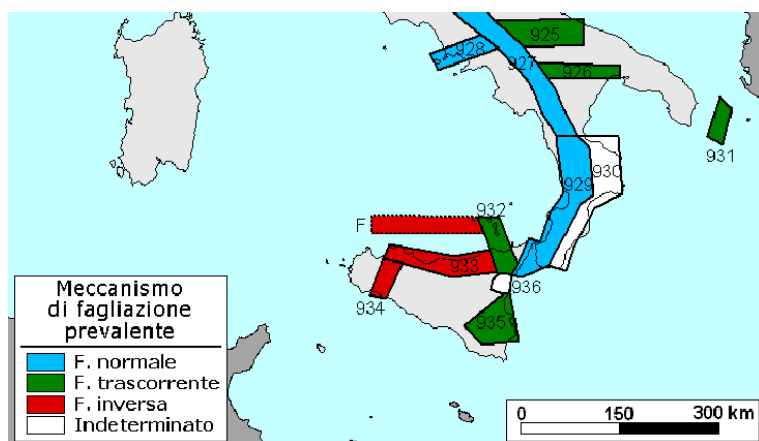 925
928
927
926
931
930
929
932
F
933
936
934
935
Meccanismo
di fagliazione
prevalente
F. normale
F. trascorrente
F. inversa
Indeterminato
0 150 300 km